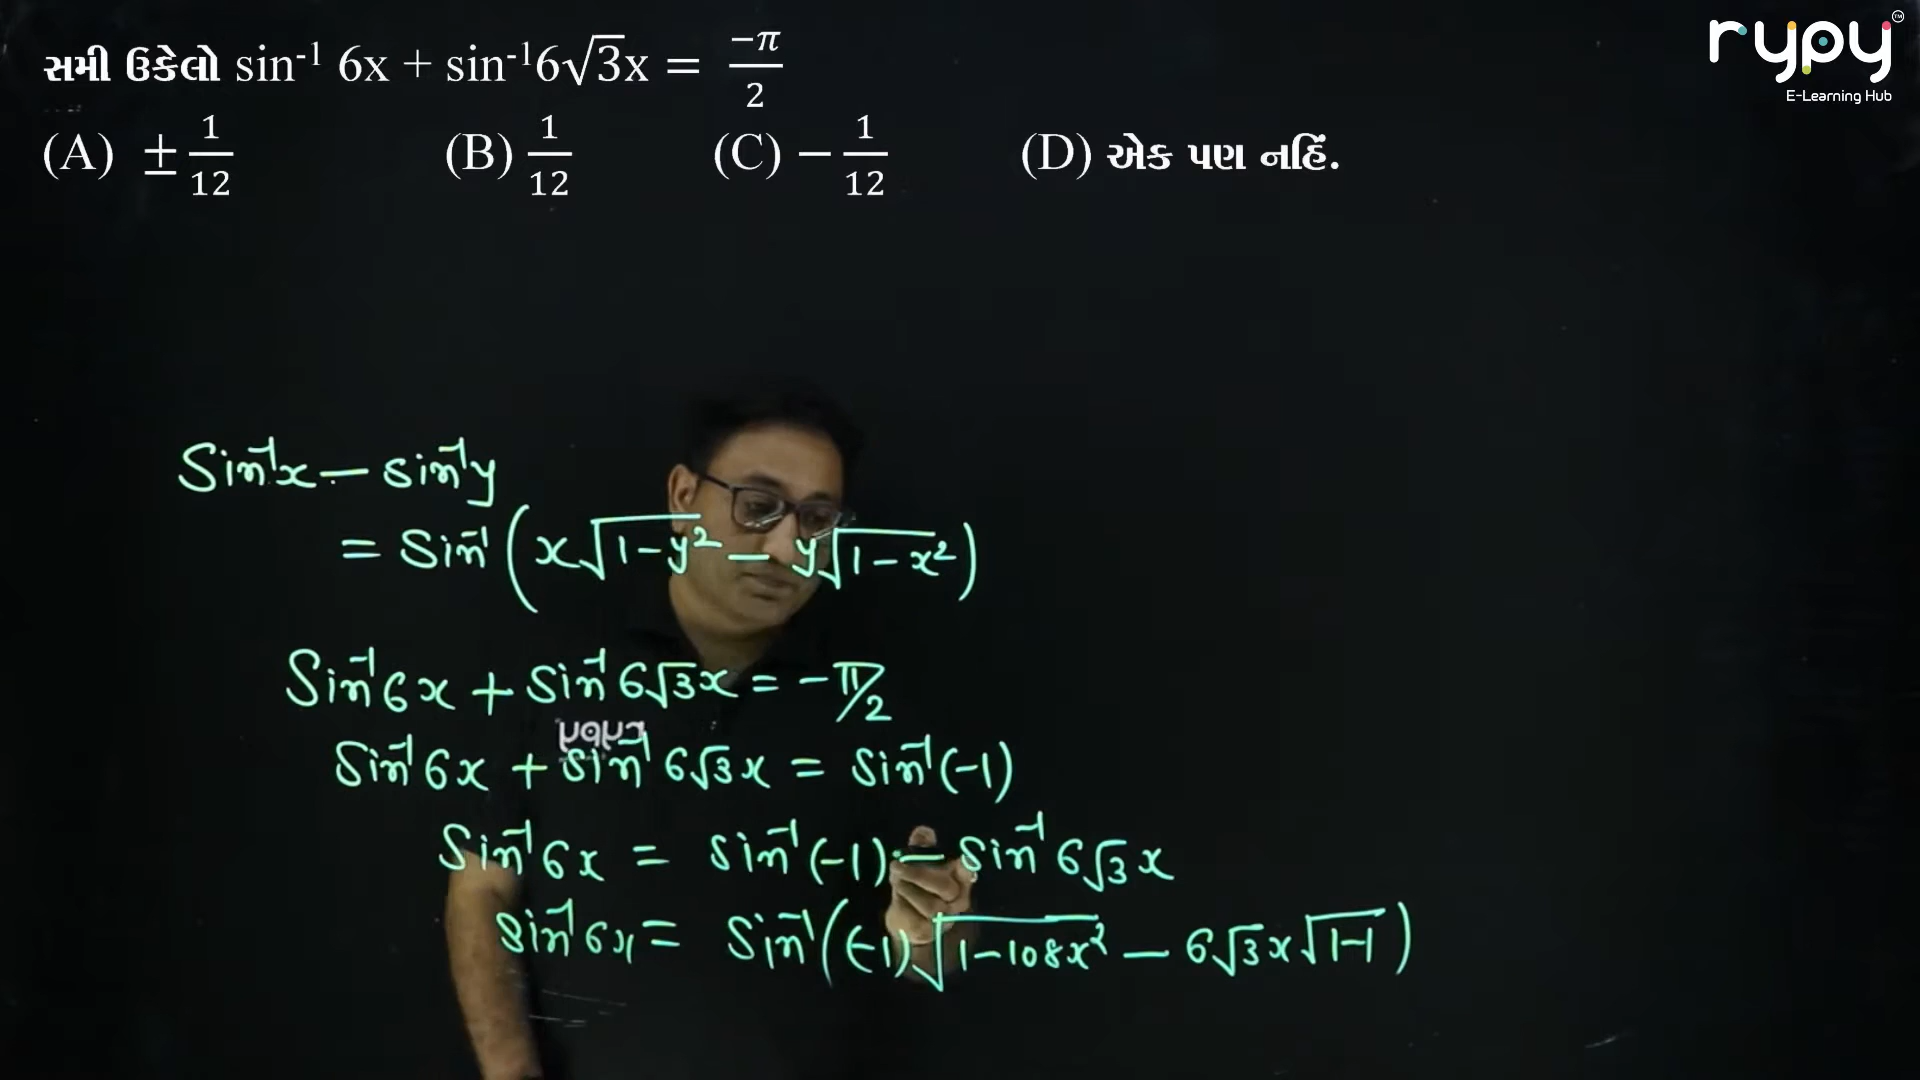 સમી ઉકેલો sin⁻¹ 6x + sin⁻¹6√3x = -π/2
(A) ± 1/12 (B) 1/12 (C) − 1/12 (D) એક પણ નહિં.
rypy™
E-Learning Hub
Sin⁻¹x − sin⁻¹y
= Sin⁻¹(x√(1−y²) − y√(1−x²))
Sin⁻¹6x + Sin⁻¹6√3x = −π/2
Sin⁻¹6x + Sin⁻¹6√3x = Sin⁻¹(−1)
Sin⁻¹6x = Sin⁻¹(−1) − Sin⁻¹6√3x
Sin⁻¹6x = Sin⁻¹((−1)√(1−108x²) − 6√3x√(1−1))